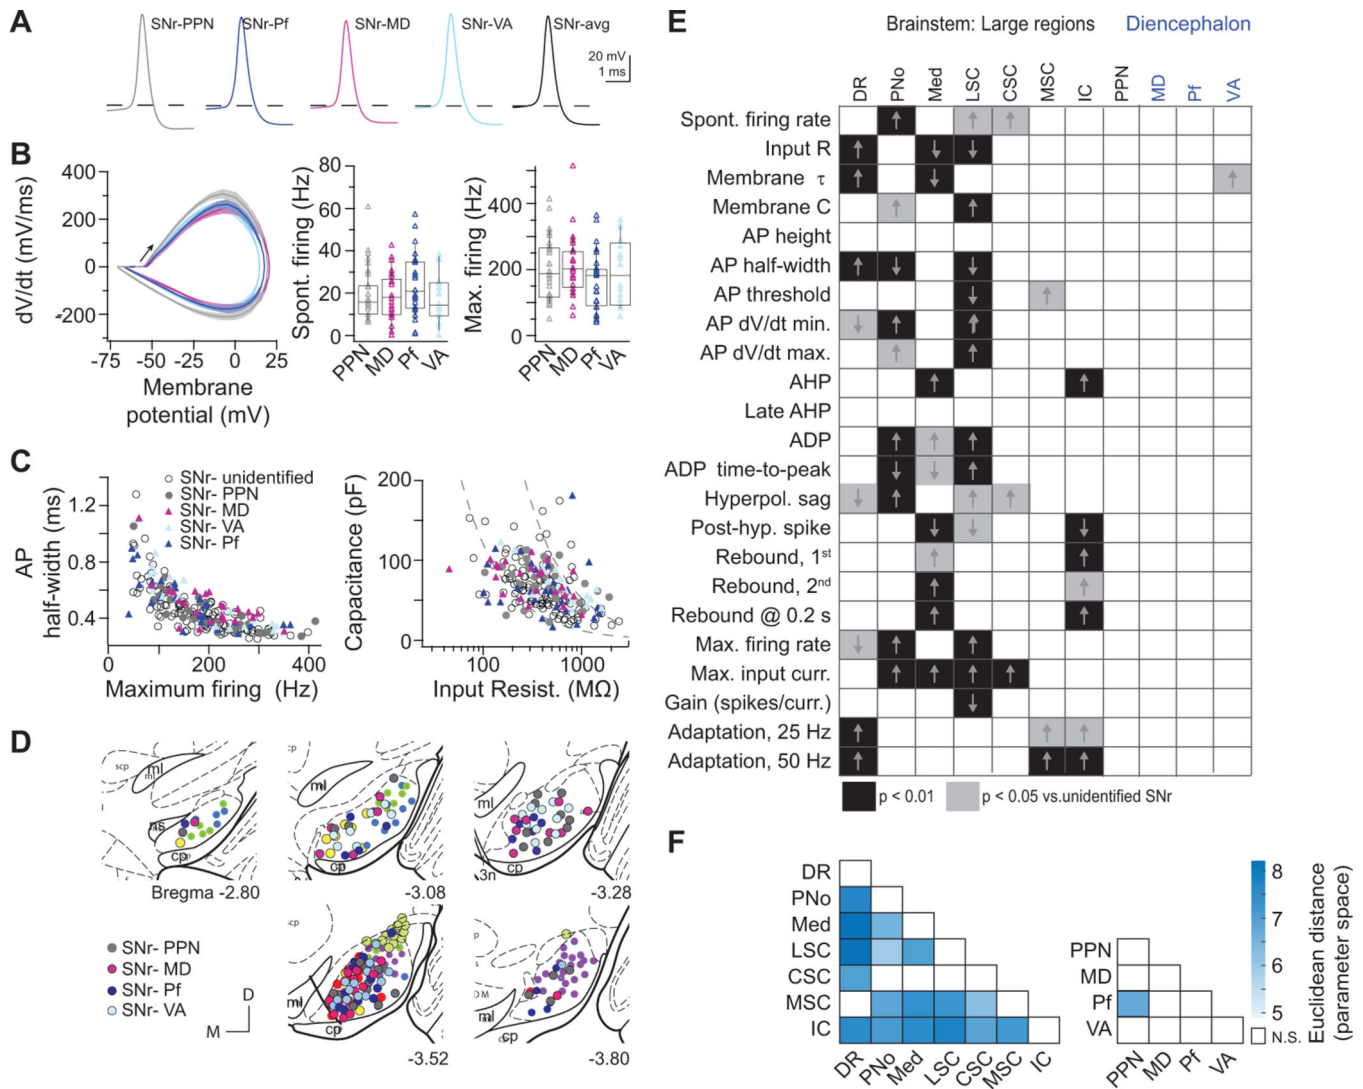 A
SNr-PPN
SNr-Pf
SNr-MD
SNr-VA
SNr-avg
20 mV
1 ms
B
dV/dt (mV/ms)
400
200
0
-200
-75
-50
-25
0
25
Membrane
potential (mV)
Spont. firing (Hz)
80
60
40
20
0
PPN
MD
Pf
VA
Max. firing (Hz)
400
200
0
PPN
MD
Pf
VA
C
SNr- unidentified
SNr- PPN
SNr- MD
SNr- VA
SNr- Pf
AP
half-width (ms)
1.2
0.8
0.4
0
200
400
Maximum firing (Hz)
Capacitance (pF)
200
100
0
100
1000
Input Resist. (MΩ)
D
scp
ml
ns
cp
Bregma -2.80
cp
ml
cp
-3.08
ml
cp
3n
-3.28
scp
ml
cp
-3.52
DM
ml
cp
-3.80
SNr- PPN
SNr- MD
SNr- Pf
SNr- VA
D
M
E
Brainstem: Large regions
Diencephalon
DR
PNo
Med
LSC
CSC
MSC
IC
PPN
MD
Pf
VA
Spont. firing rate
Input R
Membrane τ
Membrane C
AP height
AP half-width
AP threshold
AP dV/dt min.
AP dV/dt max.
AHP
Late AHP
ADP
ADP time-to-peak
Hyperpol. sag
Post-hyp. spike
Rebound, 1st
Rebound, 2nd
Rebound @ 0.2 s
Max. firing rate
Max. input curr.
Gain (spikes/curr.)
Adaptation, 25 Hz
Adaptation, 50 Hz
p < 0.01
p < 0.05 vs.unidentified SNr
F
DR
PNo
Med
LSC
CSC
MSC
IC
DR
PNo
Med
LSC
CSC
MSC
IC
PPN
MD
Pf
VA
PPN
MD
Pf
VA
8
7
6
5
N.S.
Euclidean distance
(parameter space)